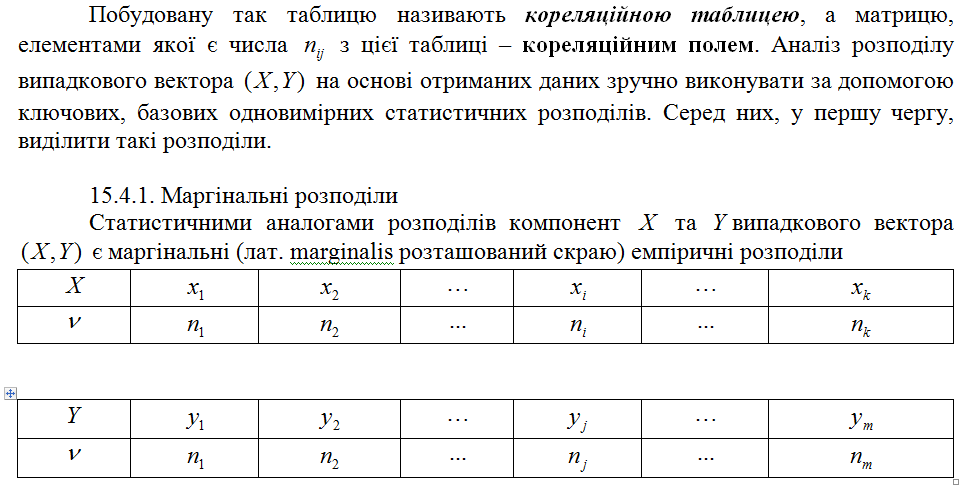 Побудовану так таблицю називають кореляційною таблицею, а матрицю,
елементами якої є числа n_ij з цієї таблиці – кореляційним полем. Аналіз розподілу
випадкового вектора (X,Y) на основі отриманих даних зручно виконувати за допомогою
ключових, базових одновимірних статистичних розподілів. Серед них, у першу чергу,
виділити такі розподіли.
15.4.1. Маргінальні розподіли
Статистичними аналогами розподілів компонент X та Y випадкового вектора
(X,Y) є маргінальні (лат. marginalis розташований скраю) емпіричні розподіли
X x_1 x_2 ... x_i ... x_k
ν n_1 n_2 ... n_i ... n_k
Y y_1 y_2 ... y_j ... y_m
ν n_1 n_2 ... n_j ... n_m